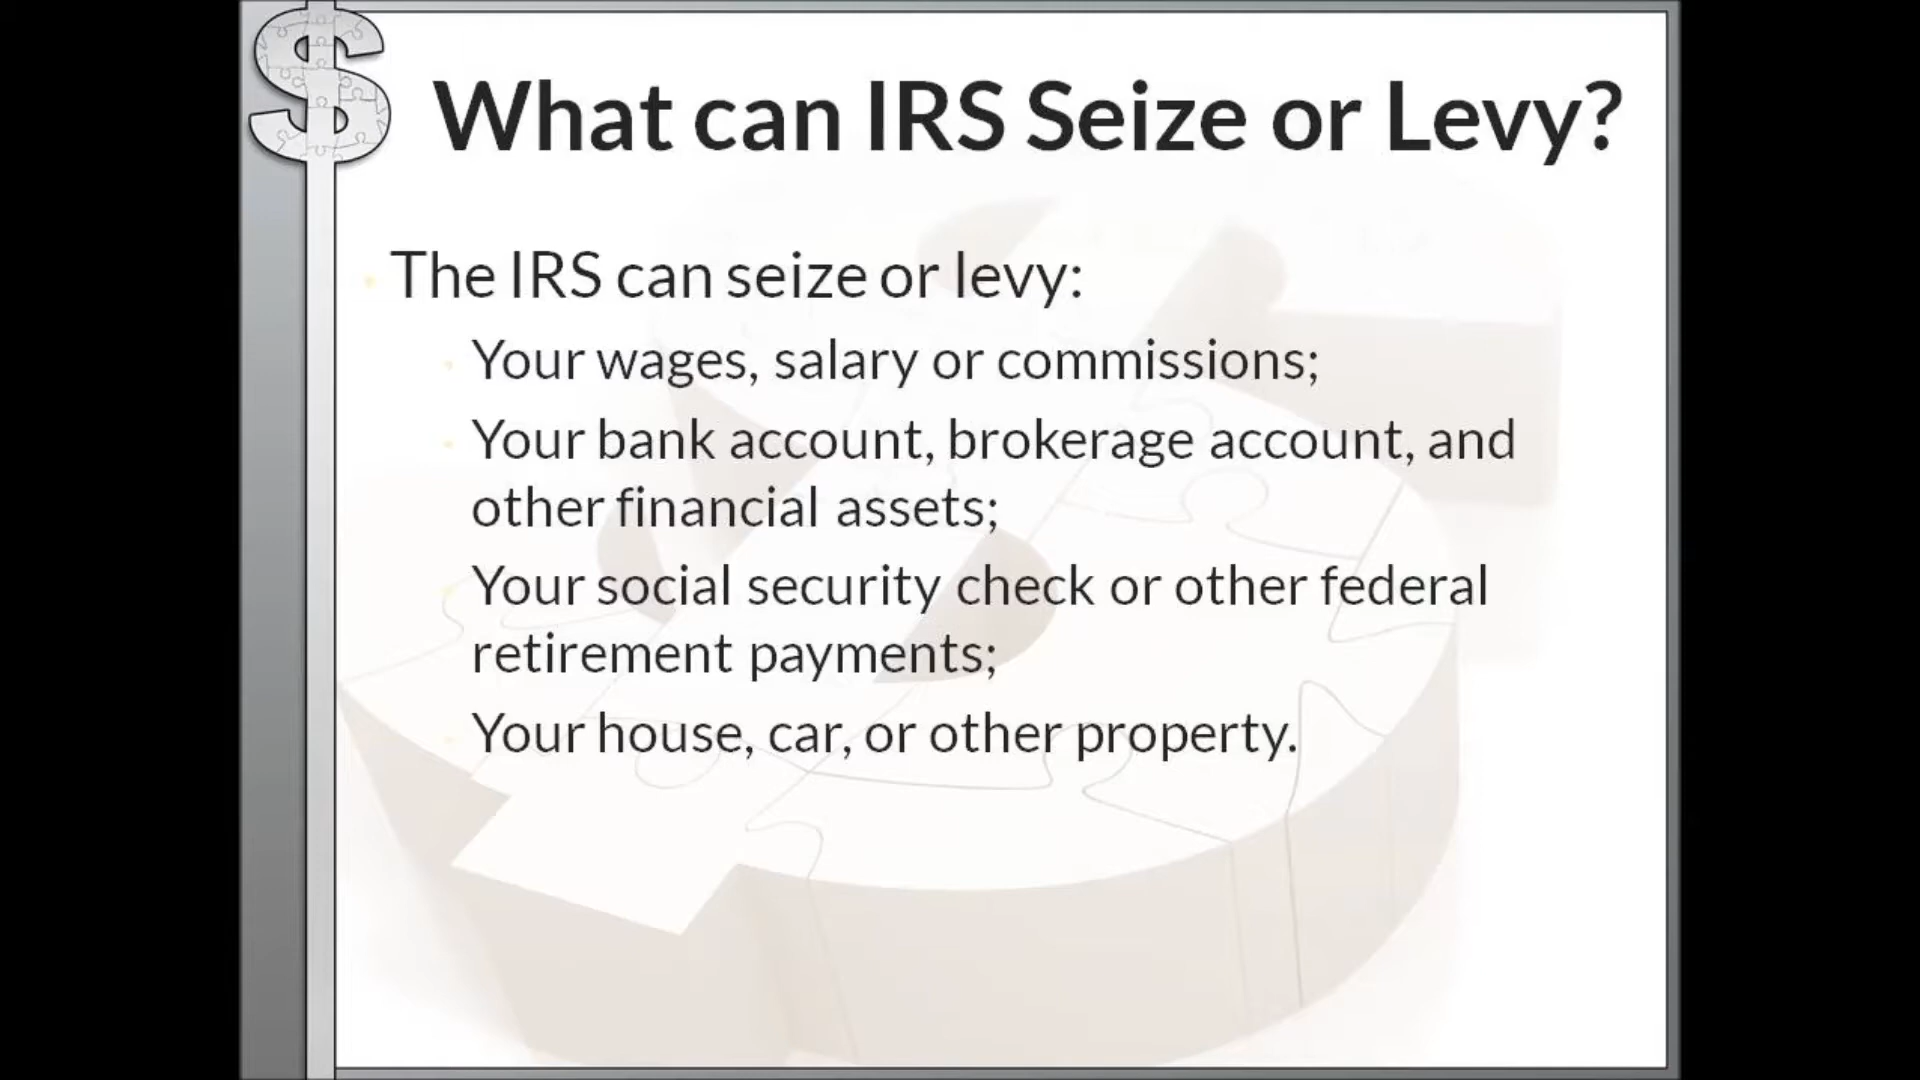 What can IRS Seize or Levy?
The IRS can seize or levy:
Your wages, salary or commissions;
Your bank account, brokerage account, and
other financial assets;
Your social security check or other federal
retirement payments;
Your house, car, or other property.